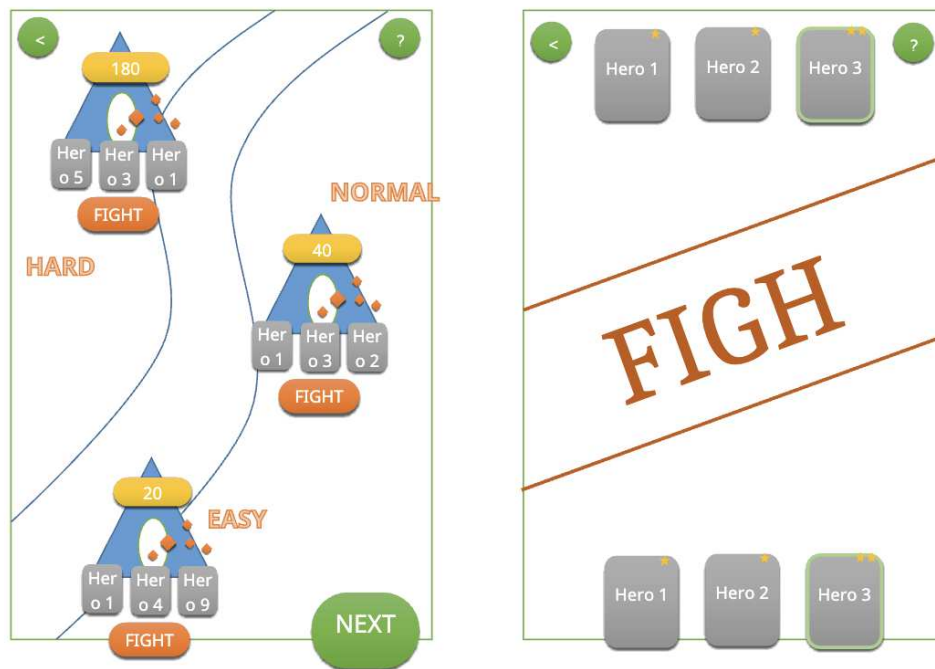 <
?
180
Her
o 5
Her
o 3
Her
o 1
FIGHT
HARD
NORMAL
40
Her
o 1
Her
o 3
Her
o 2
FIGHT
20
EASY
Her
o 1
Her
o 4
Her
o 9
FIGHT
NEXT
<
?
Hero 1
Hero 2
Hero 3
FIGH
Hero 1
Hero 2
Hero 3